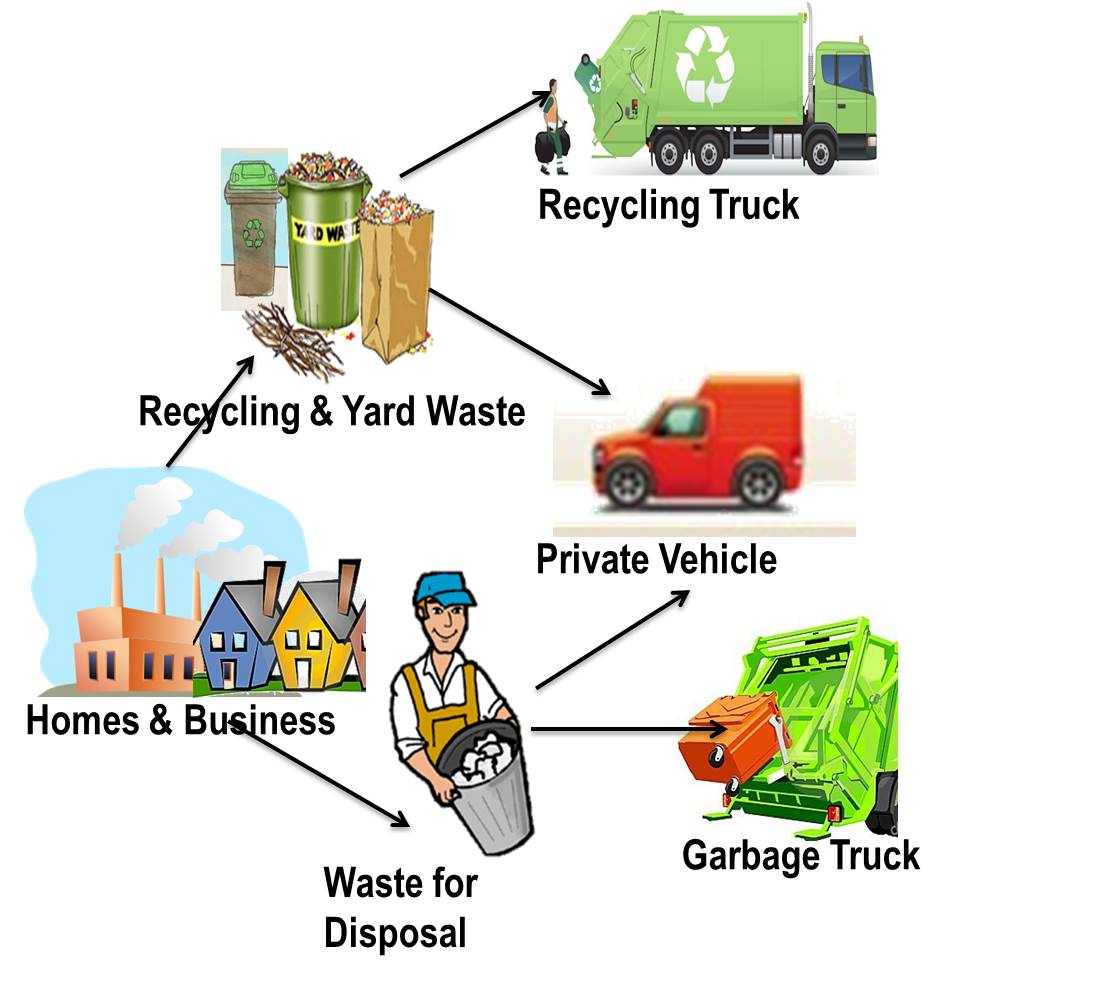 Recycling Truck
YARD WASTE
Recycling & Yard Waste
Private Vehicle
Homes & Business
Garbage Truck
Waste for
Disposal